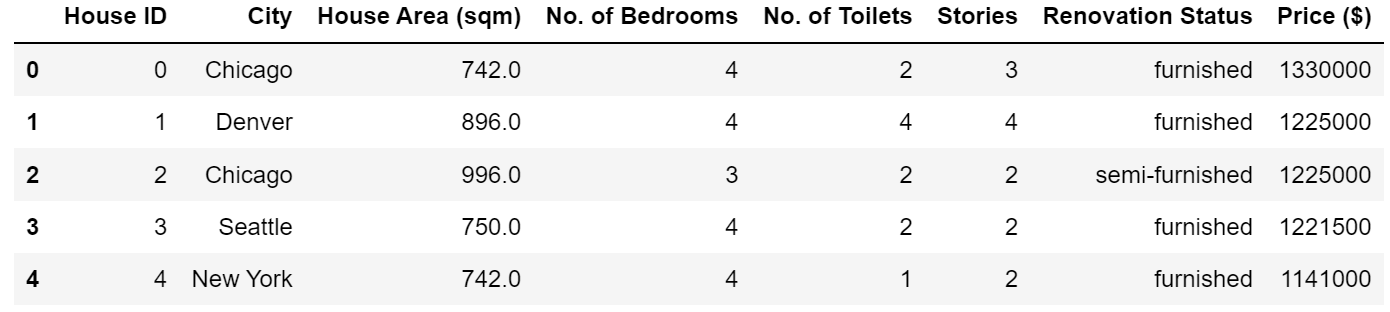 House ID City House Area (sqm) No. of Bedrooms No. of Toilets Stories Renovation Status Price ($)
0 0 Chicago 742.0 4 2 3 furnished 1330000
1 1 Denver 896.0 4 4 4 furnished 1225000
2 2 Chicago 996.0 3 2 2 semi-furnished 1225000
3 3 Seattle 750.0 4 2 2 furnished 1221500
4 4 New York 742.0 4 1 2 furnished 1141000